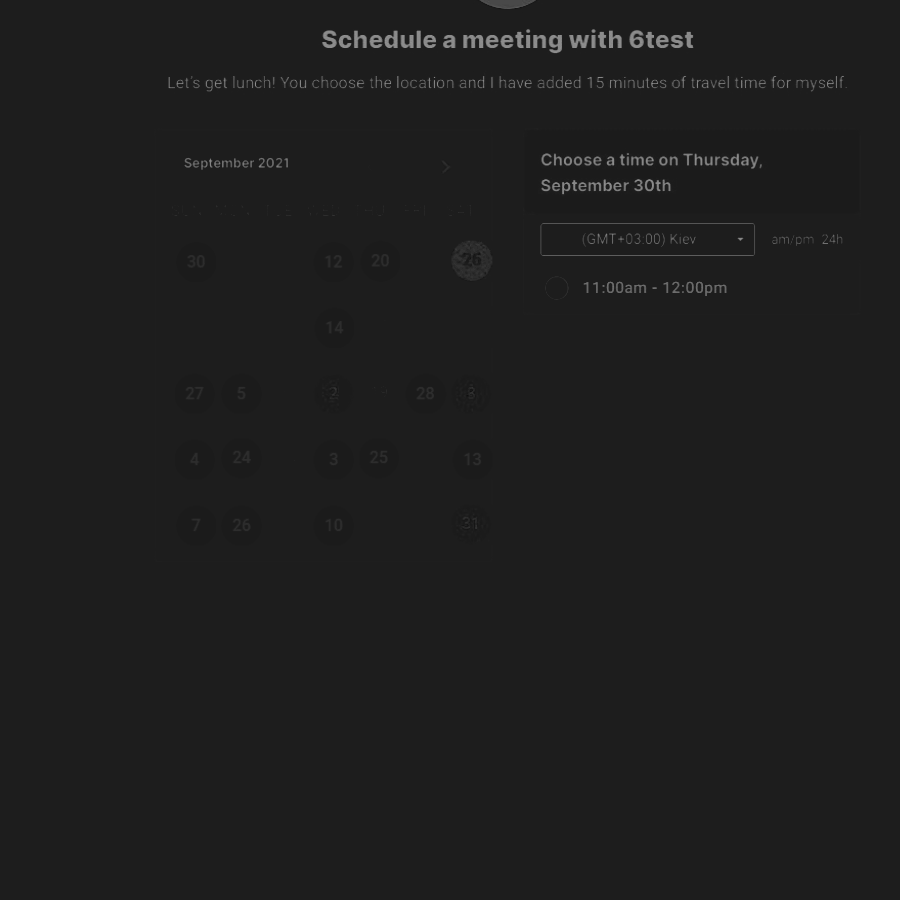 Schedule a meeting with 6test
Let's get lunch! You choose the location and I have added 15 minutes of travel time for myself.
September 2021
Choose a time on Thursday,
September 30th
(GMT+03:00) Kiev am/pm 24h
11:00am - 12:00pm
30 12 20 26
14
27 5 2 28
4 24 3 25 13
7 26 10 31